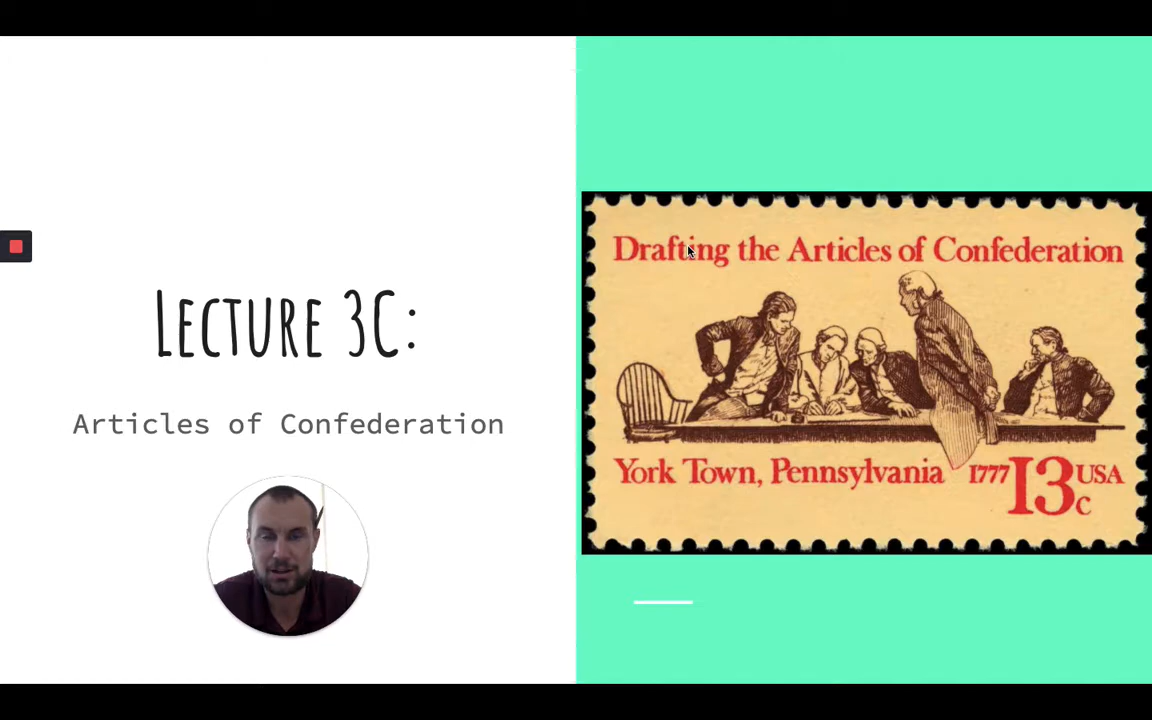 Lecture 3C:
Articles of Confederation
Drafting the Articles of Confederation
York Town, Pennsylvania 1777 13c USA